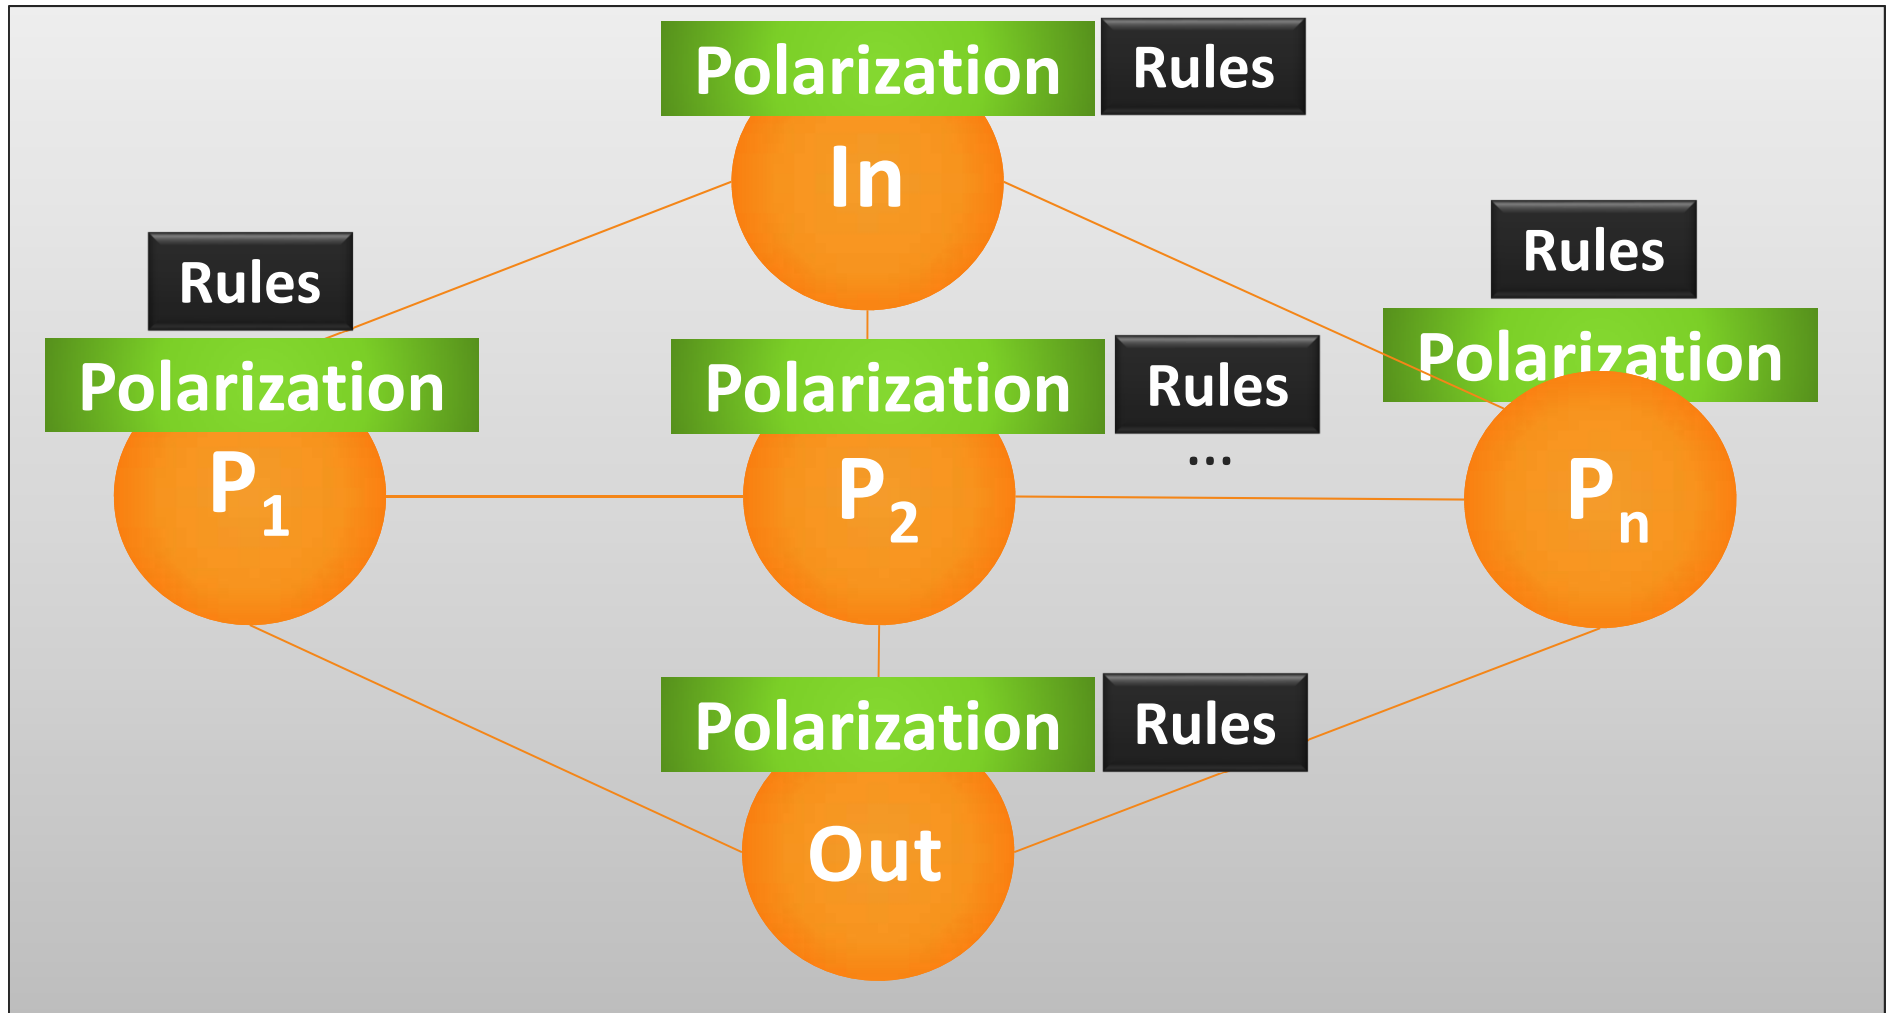 Polarization Rules
In
Rules
Polarization
P₁
Polarization Rules
...
P₂
Rules
Polarization
Pₙ
Polarization Rules
Out